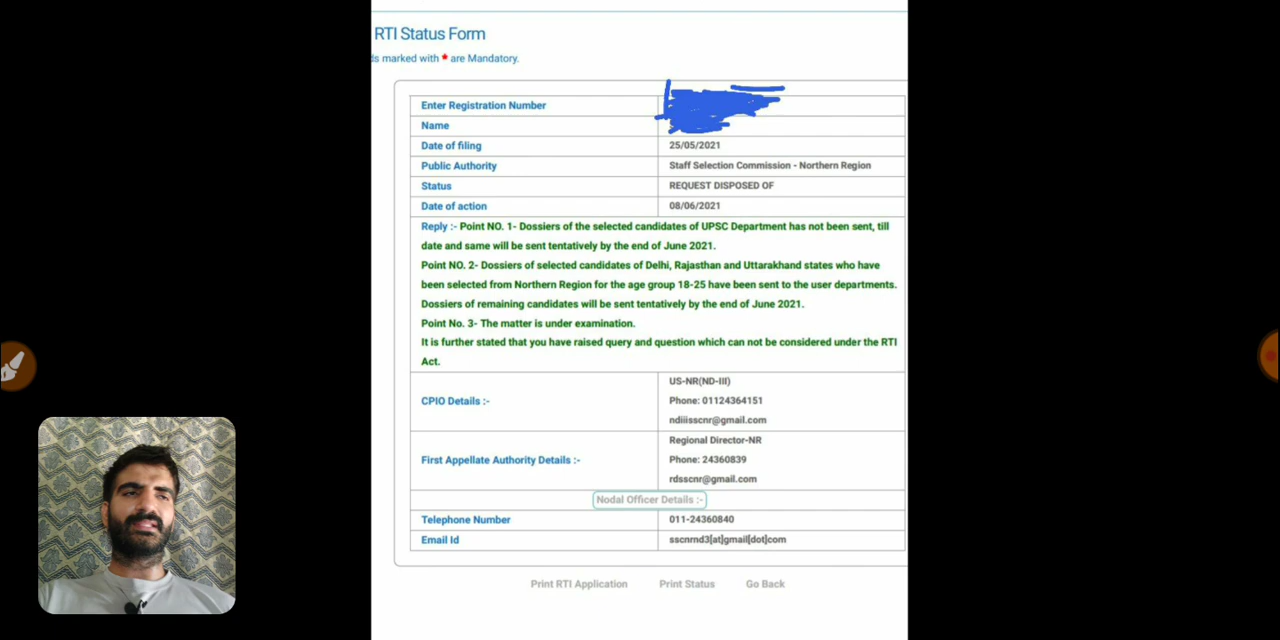 RTI Status Form
ds marked with * are Mandatory.
Enter Registration Number
Name
Date of filing 25/05/2021
Public Authority Staff Selection Commission - Northern Region
Status REQUEST DISPOSED OF
Date of action 08/06/2021
Reply :- Point NO. 1- Dossiers of the selected candidates of UPSC Department has not been sent, till
date and same will be sent tentatively by the end of June 2021.
Point NO. 2- Dossiers of selected candidates of Delhi, Rajasthan and Uttarakhand states who have
been selected from Northern Region for the age group 18-25 have been sent to the user departments.
Dossiers of remaining candidates will be sent tentatively by the end of June 2021.
Point No. 3- The matter is under examination.
It is further stated that you have raised query and question which can not be considered under the RTI
Act.
CPIO Details :-
US-NR(ND-III)
Phone: 01124364151
ndiiisscnr@gmail.com
First Appellate Authority Details :-
Regional Director-NR
Phone: 24360839
rdsscnr@gmail.com
Nodal Officer Details :-
Telephone Number 011-24360840
Email Id sscnrnd3[at]gmail[dot]com
Print RTI Application Print Status Go Back